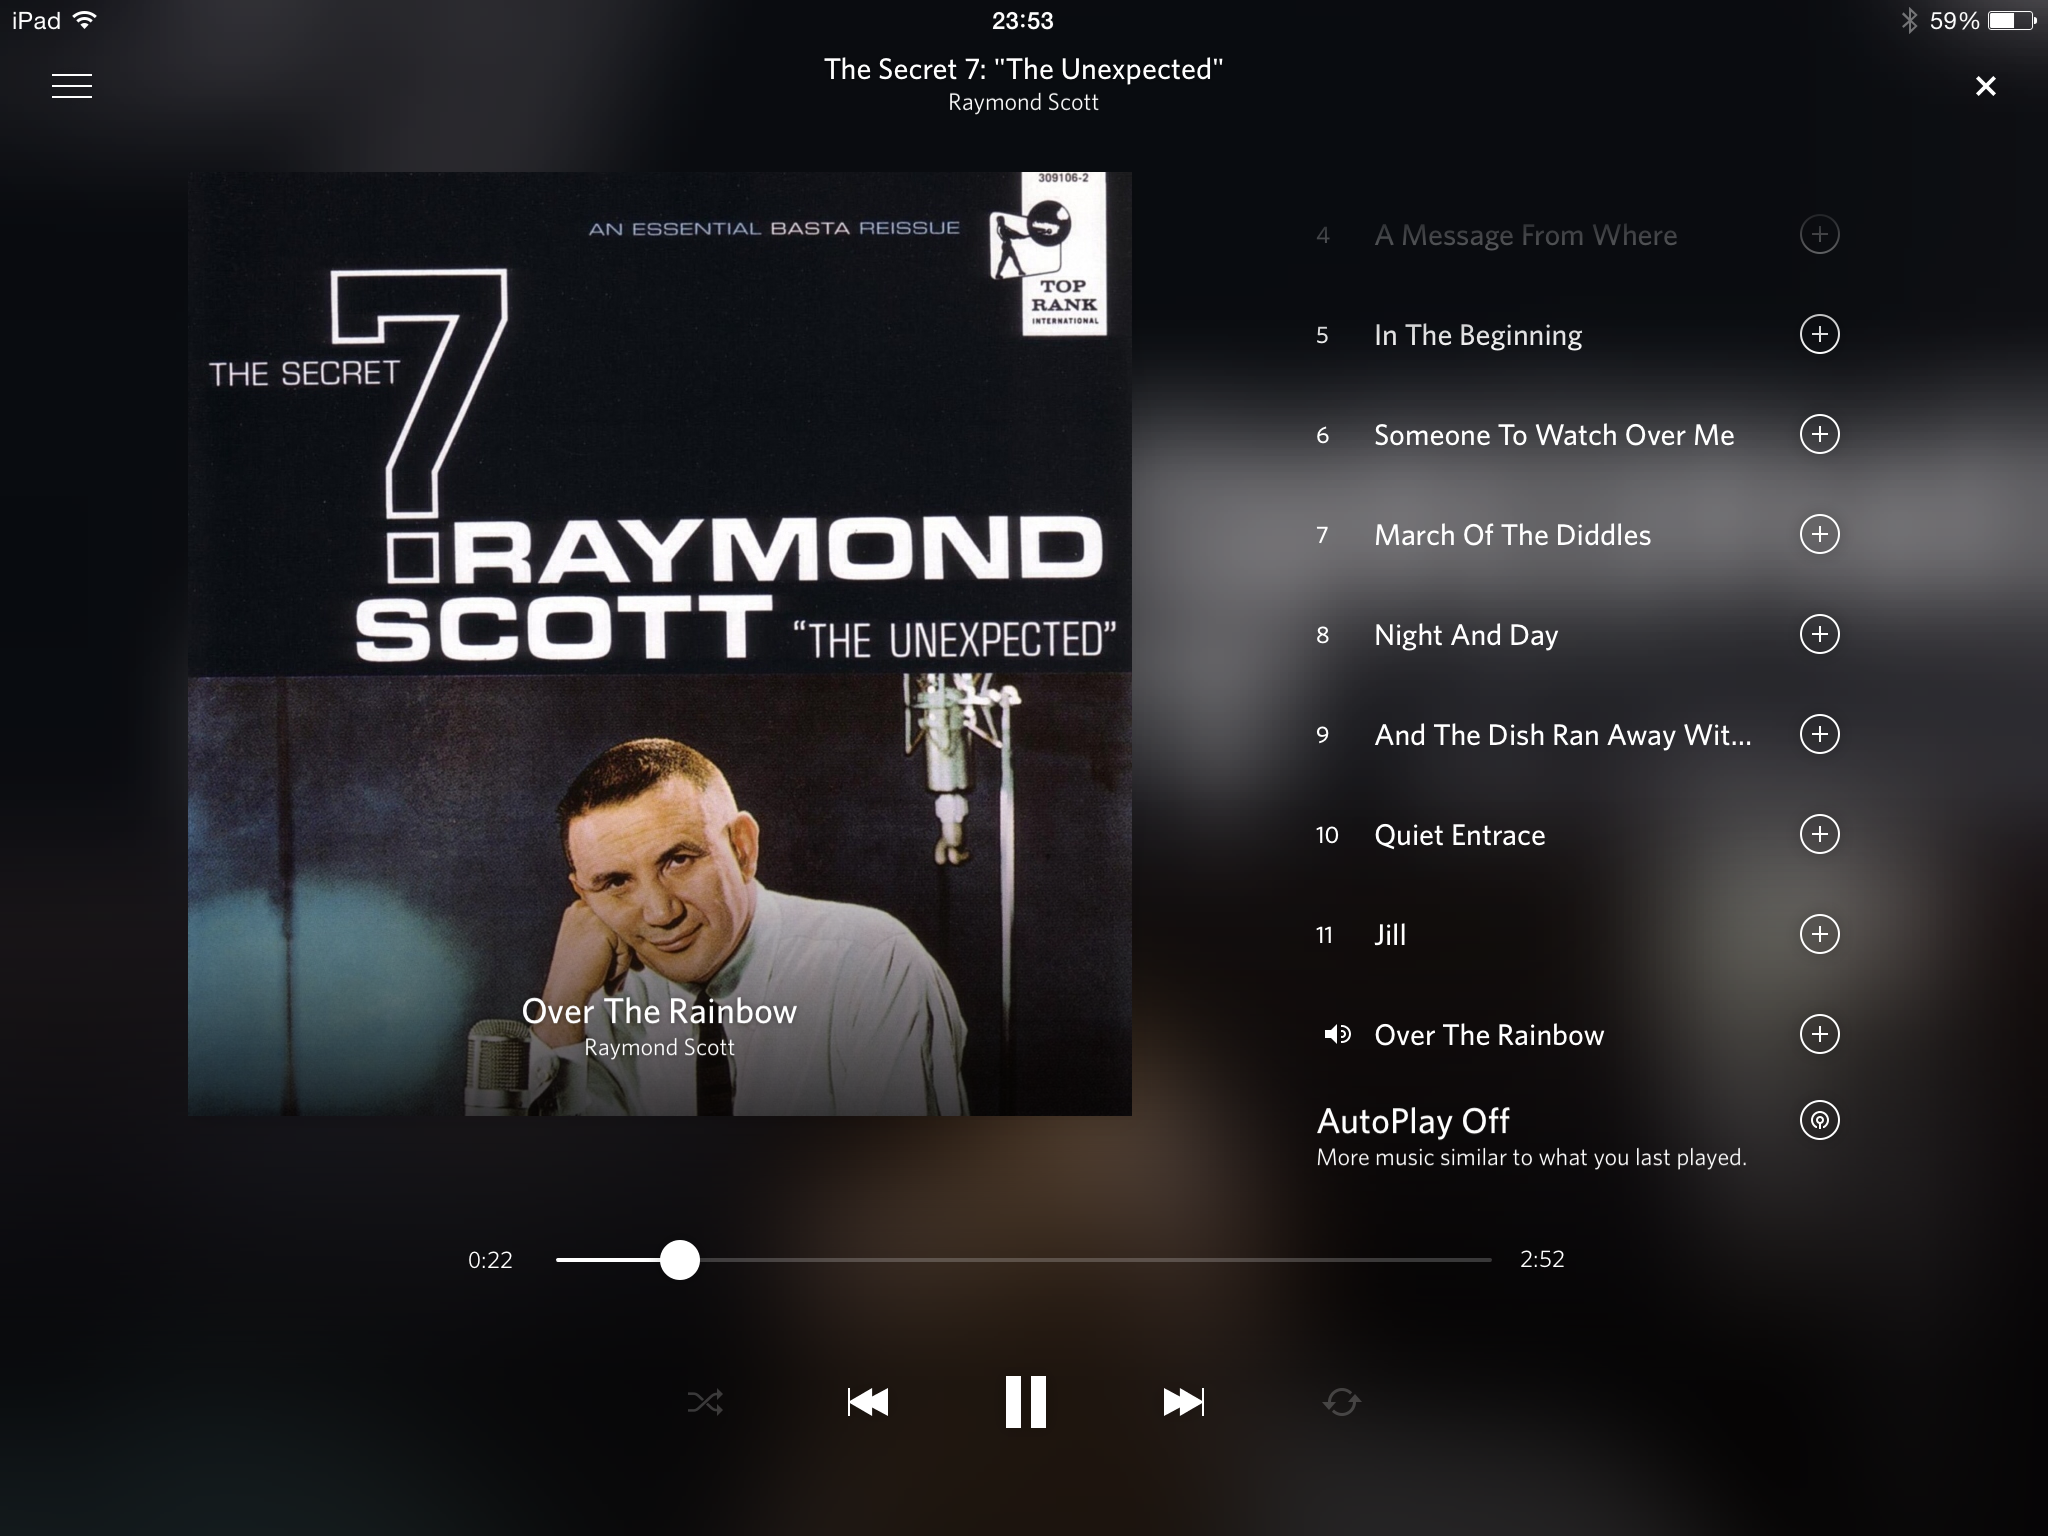 iPad 23:53 59%
The Secret 7: "The Unexpected"
Raymond Scott
309106-2
AN ESSENTIAL BASTA REISSUE
TOP
RANK
INTERNATIONAL
7
THE SECRET
RAYMOND
SCOTT “THE UNEXPECTED”
Over The Rainbow
Raymond Scott
4 A Message From Where
5 In The Beginning
6 Someone To Watch Over Me
7 March Of The Diddles
8 Night And Day
9 And The Dish Ran Away Wit...
10 Quiet Entrace
11 Jill
Over The Rainbow
AutoPlay Off
More music similar to what you last played.
0:22 2:52